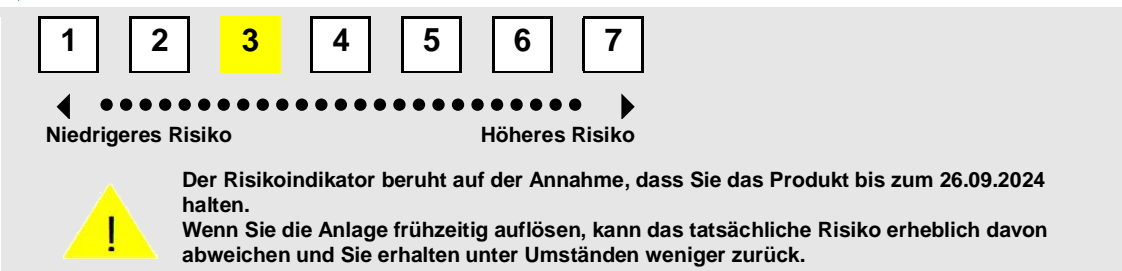 1 2 3 4 5 6 7
Niedrigeres Risiko Höheres Risiko
Der Risikoindikator beruht auf der Annahme, dass Sie das Produkt bis zum 26.09.2024
halten.
Wenn Sie die Anlage frühzeitig auflösen, kann das tatsächliche Risiko erheblich davon
abweichen und Sie erhalten unter Umständen weniger zurück.
!